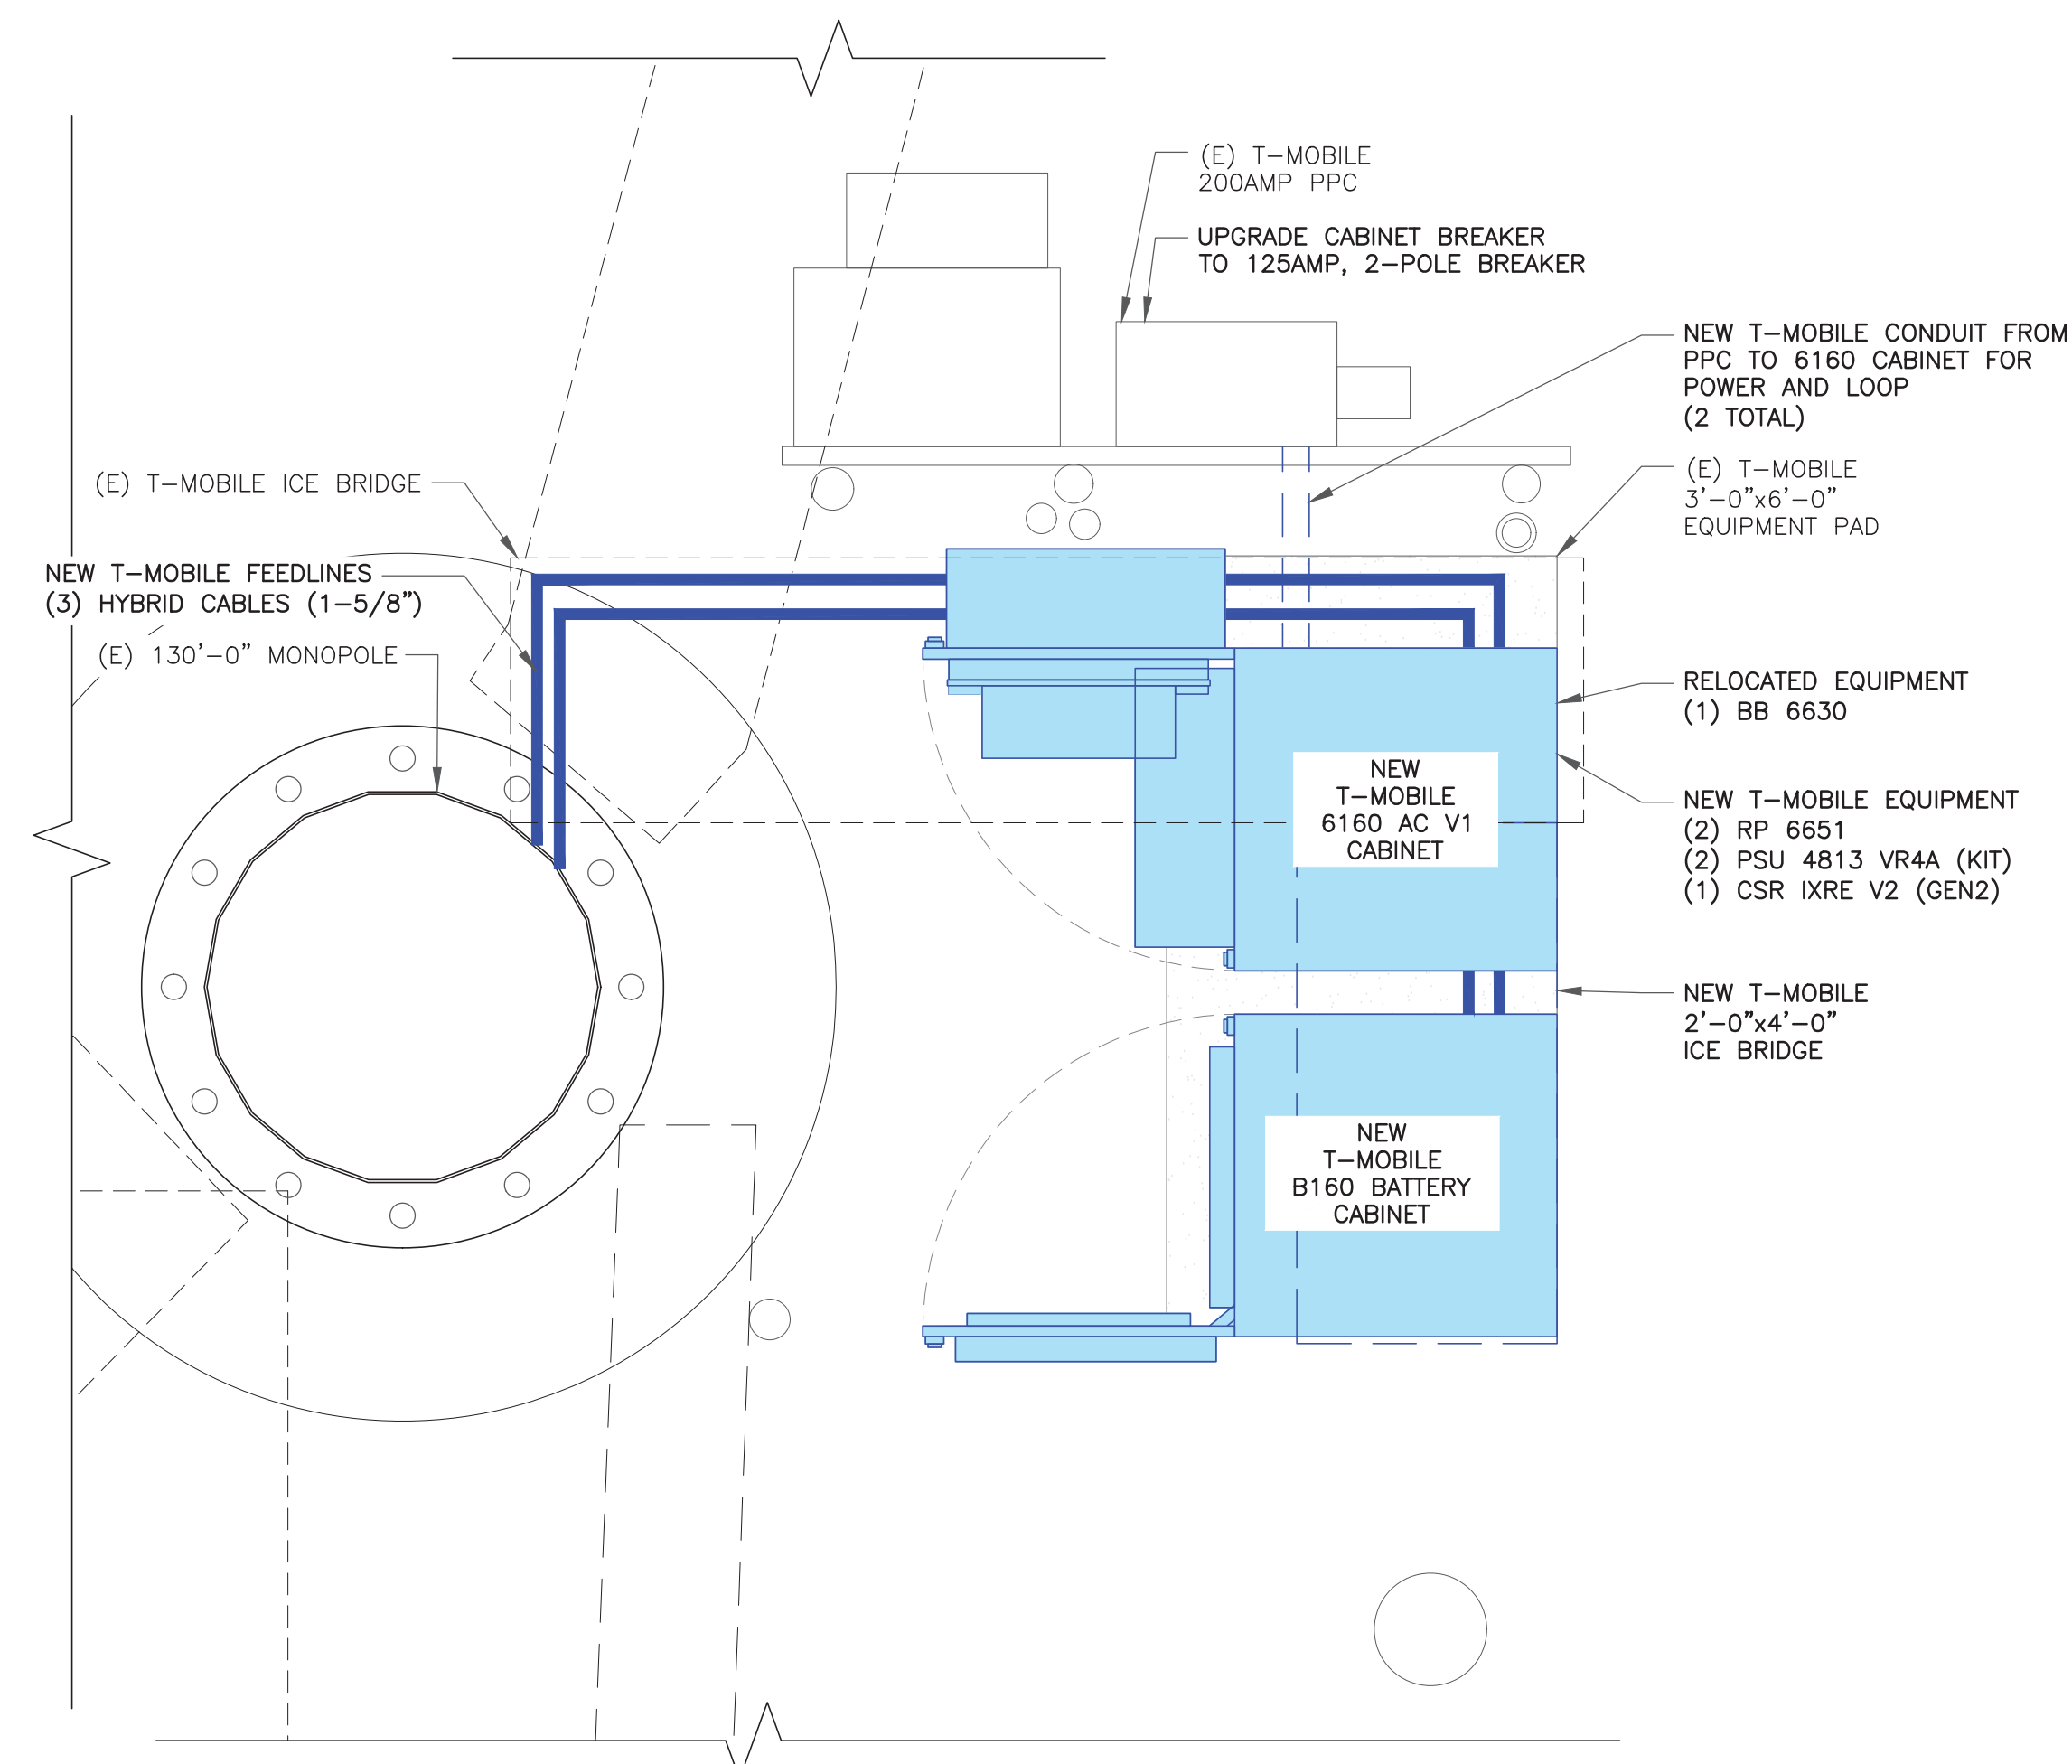 (E) T-MOBILE
200AMP PPC
UPGRADE CABINET BREAKER
TO 125AMP, 2-POLE BREAKER
NEW T-MOBILE CONDUIT FROM
PPC TO 6160 CABINET FOR
POWER AND LOOP
(2 TOTAL)
(E) T-MOBILE
3'-0"x6'-0"
EQUIPMENT PAD
(E) T-MOBILE ICE BRIDGE
NEW T-MOBILE FEEDLINES
(3) HYBRID CABLES (1-5/8")
(E) 130'-0" MONOPOLE
RELOCATED EQUIPMENT
(1) BB 6630
NEW
T-MOBILE
6160 AC V1
CABINET
NEW T-MOBILE EQUIPMENT
(2) RP 6651
(2) PSU 4813 VR4A (KIT)
(1) CSR IXRE V2 (GEN2)
NEW T-MOBILE
2'-0"x4'-0"
ICE BRIDGE
NEW
T-MOBILE
B160 BATTERY
CABINET